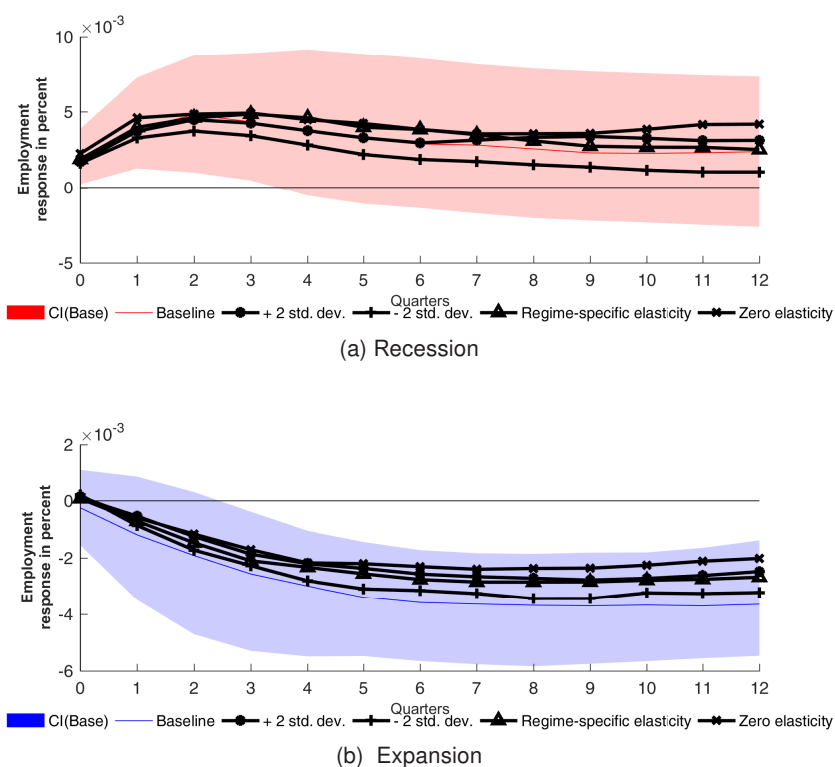 ×10⁻³
10
5
0
-5
Employment
response in percent
0 1 2 3 4 5 6 7 8 9 10 11 12
Quarters
CI(Base) Baseline + 2 std. dev. - 2 std. dev. Regime-specific elasticity Zero elasticity
(a) Recession
×10⁻³
2
0
-2
-4
-6
Employment
response in percent
0 1 2 3 4 5 6 7 8 9 10 11 12
Quarters
CI(Base) Baseline + 2 std. dev. - 2 std. dev. Regime-specific elasticity Zero elasticity
(b) Expansion